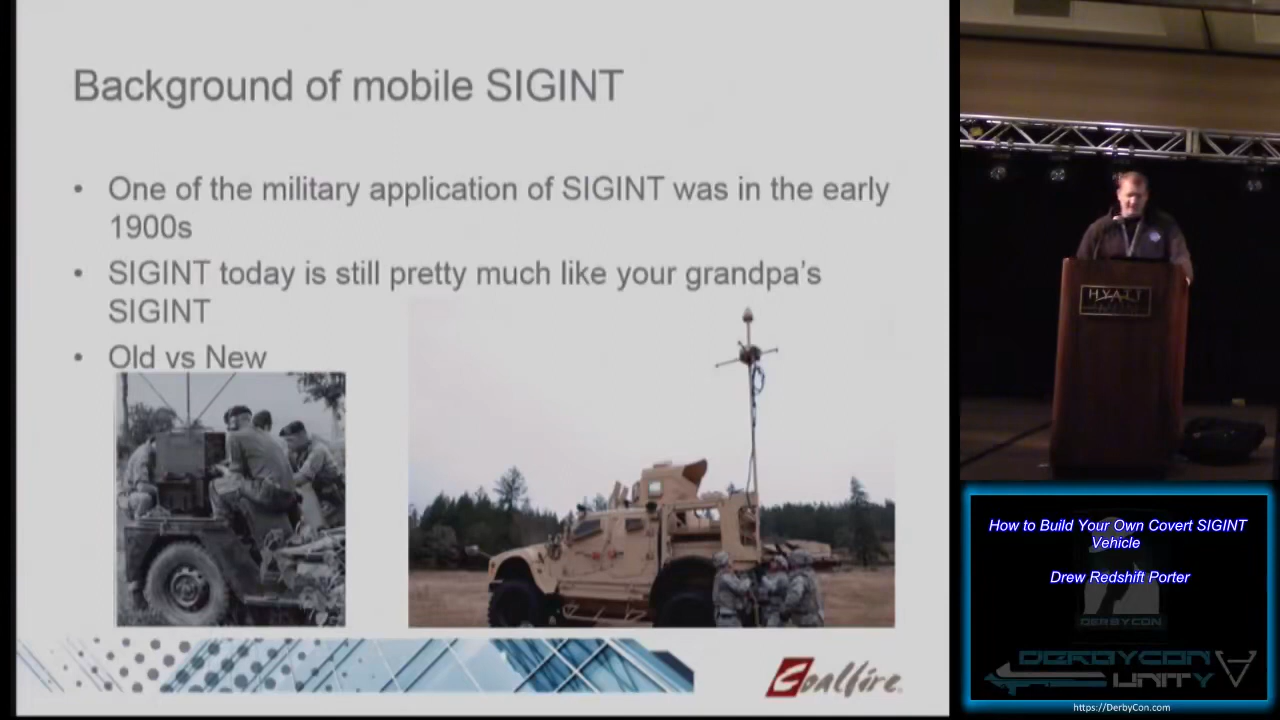 Background of mobile SIGINT
• One of the military application of SIGINT was in the early
1900s
• SIGINT today is still pretty much like your grandpa's
SIGINT
• Old vs New
Coalfire
HYATT
How to Build Your Own Covert SIGINT
Vehicle
Drew Redshift Porter
DERBYCON
DERBYCON
UNITY
https://DerbyCon.com